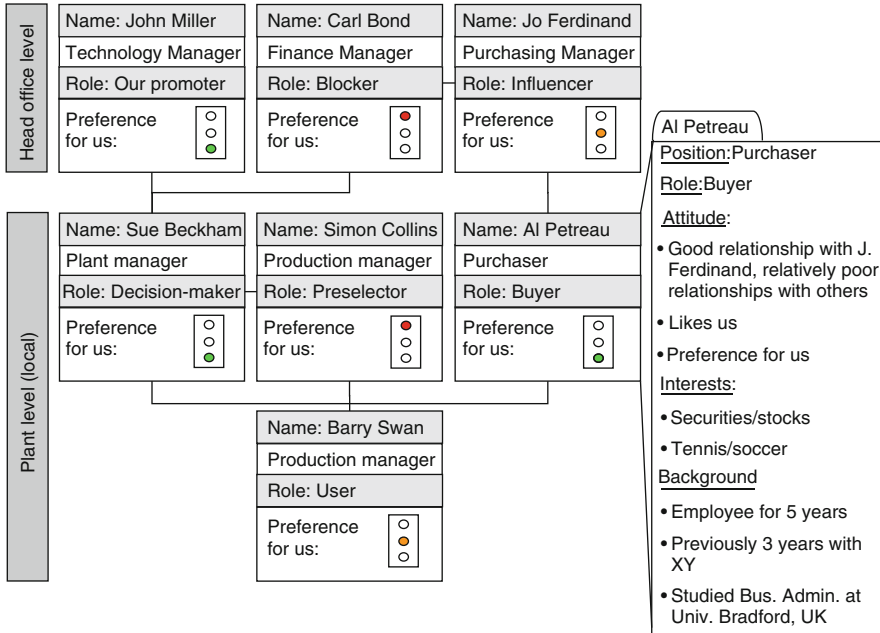 Head office level
Name: John Miller
Technology Manager
Role: Our promoter
Preference
for us:
Name: Carl Bond
Finance Manager
Role: Blocker
Preference
for us:
Name: Jo Ferdinand
Purchasing Manager
Role: Influencer
Preference
for us:
Plant level (local)
Name: Sue Beckham
Plant manager
Role: Decision-maker
Preference
for us:
Name: Simon Collins
Production manager
Role: Preselector
Preference
for us:
Name: Al Petreau
Purchaser
Role: Buyer
Preference
for us:
Name: Barry Swan
Production manager
Role: User
Preference
for us:
Al Petreau
Position:Purchaser
Role:Buyer
Attitude:
• Good relationship with J.
Ferdinand, relatively poor
relationships with others
• Likes us
• Preference for us
Interests:
• Securities/stocks
• Tennis/soccer
Background
• Employee for 5 years
• Previously 3 years with
XY
• Studied Bus. Admin. at
Univ. Bradford, UK